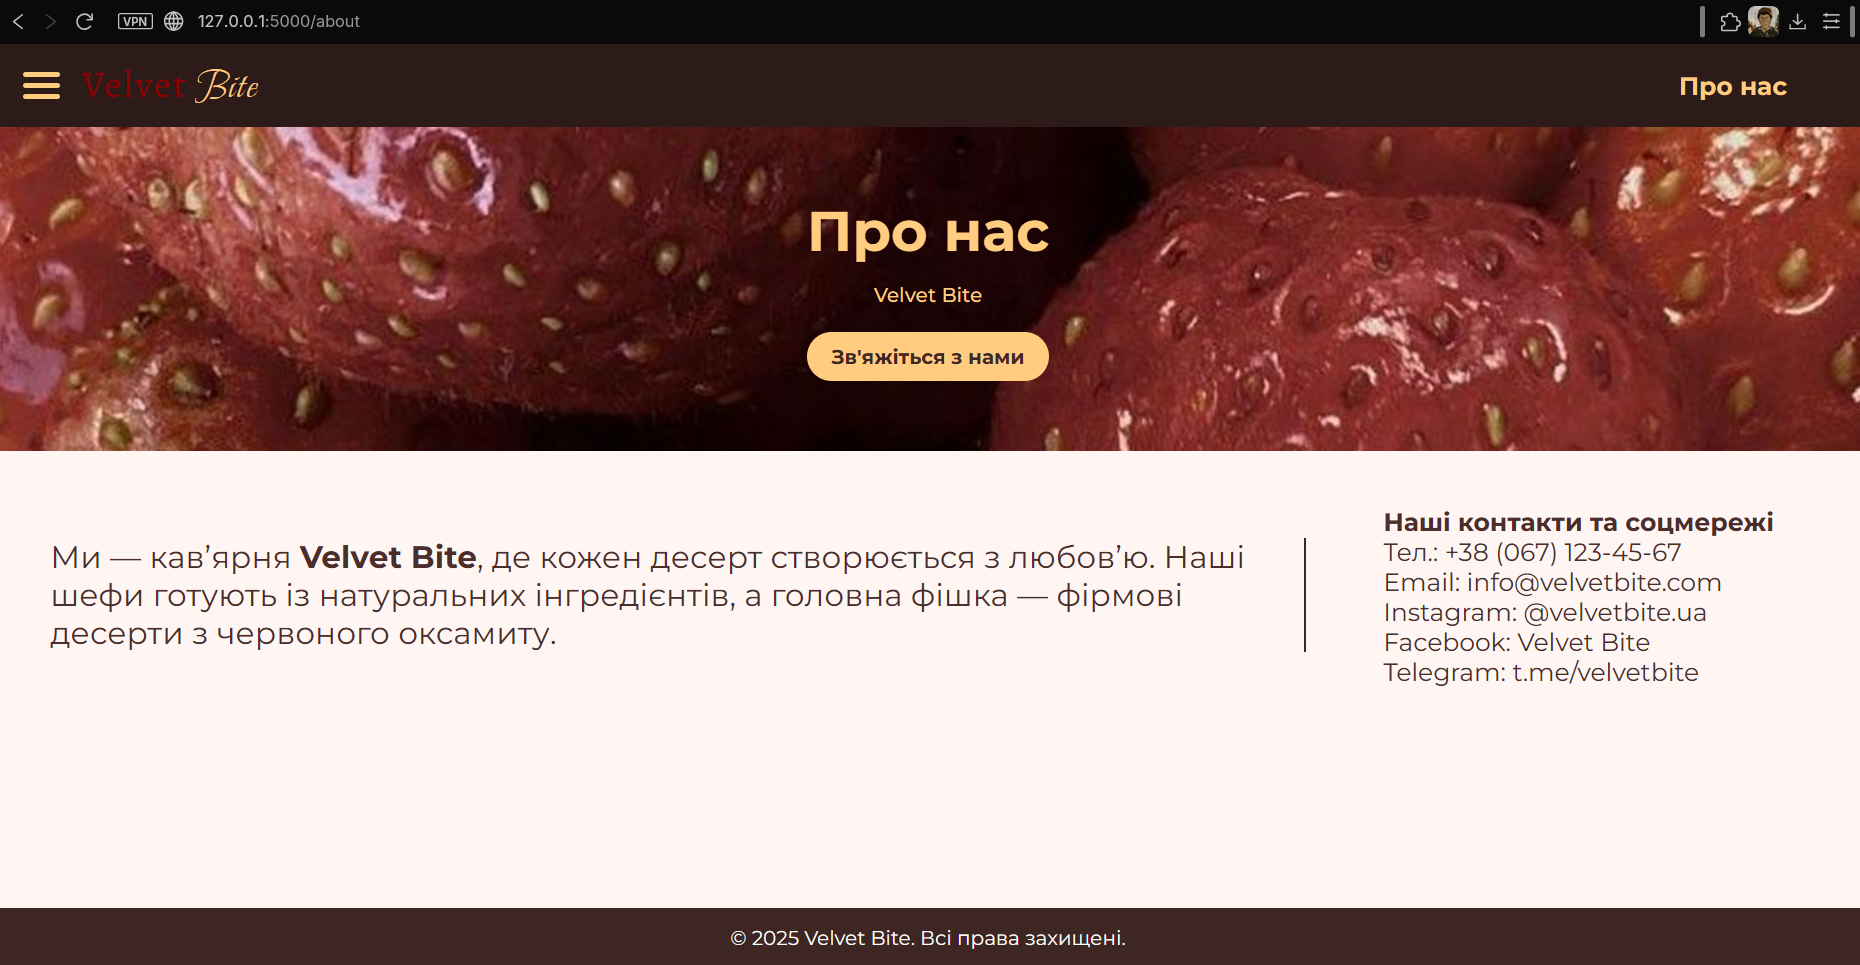 VPN 127.0.0.1:5000/about
Velvet Bite
Про нас
Про нас
Velvet Bite
Зв'яжіться з нами
Ми — кав’ярня Velvet Bite, де кожен десерт створюється з любов’ю. Наші
шефи готують із натуральних інгредієнтів, а головна фішка — фірмові
десерти з червоного оксамиту.
Наші контакти та соцмережі
Тел.: +38 (067) 123-45-67
Email: info@velvetbite.com
Instagram: @velvetbite.ua
Facebook: Velvet Bite
Telegram: t.me/velvetbite
© 2025 Velvet Bite. Всі права захищені.